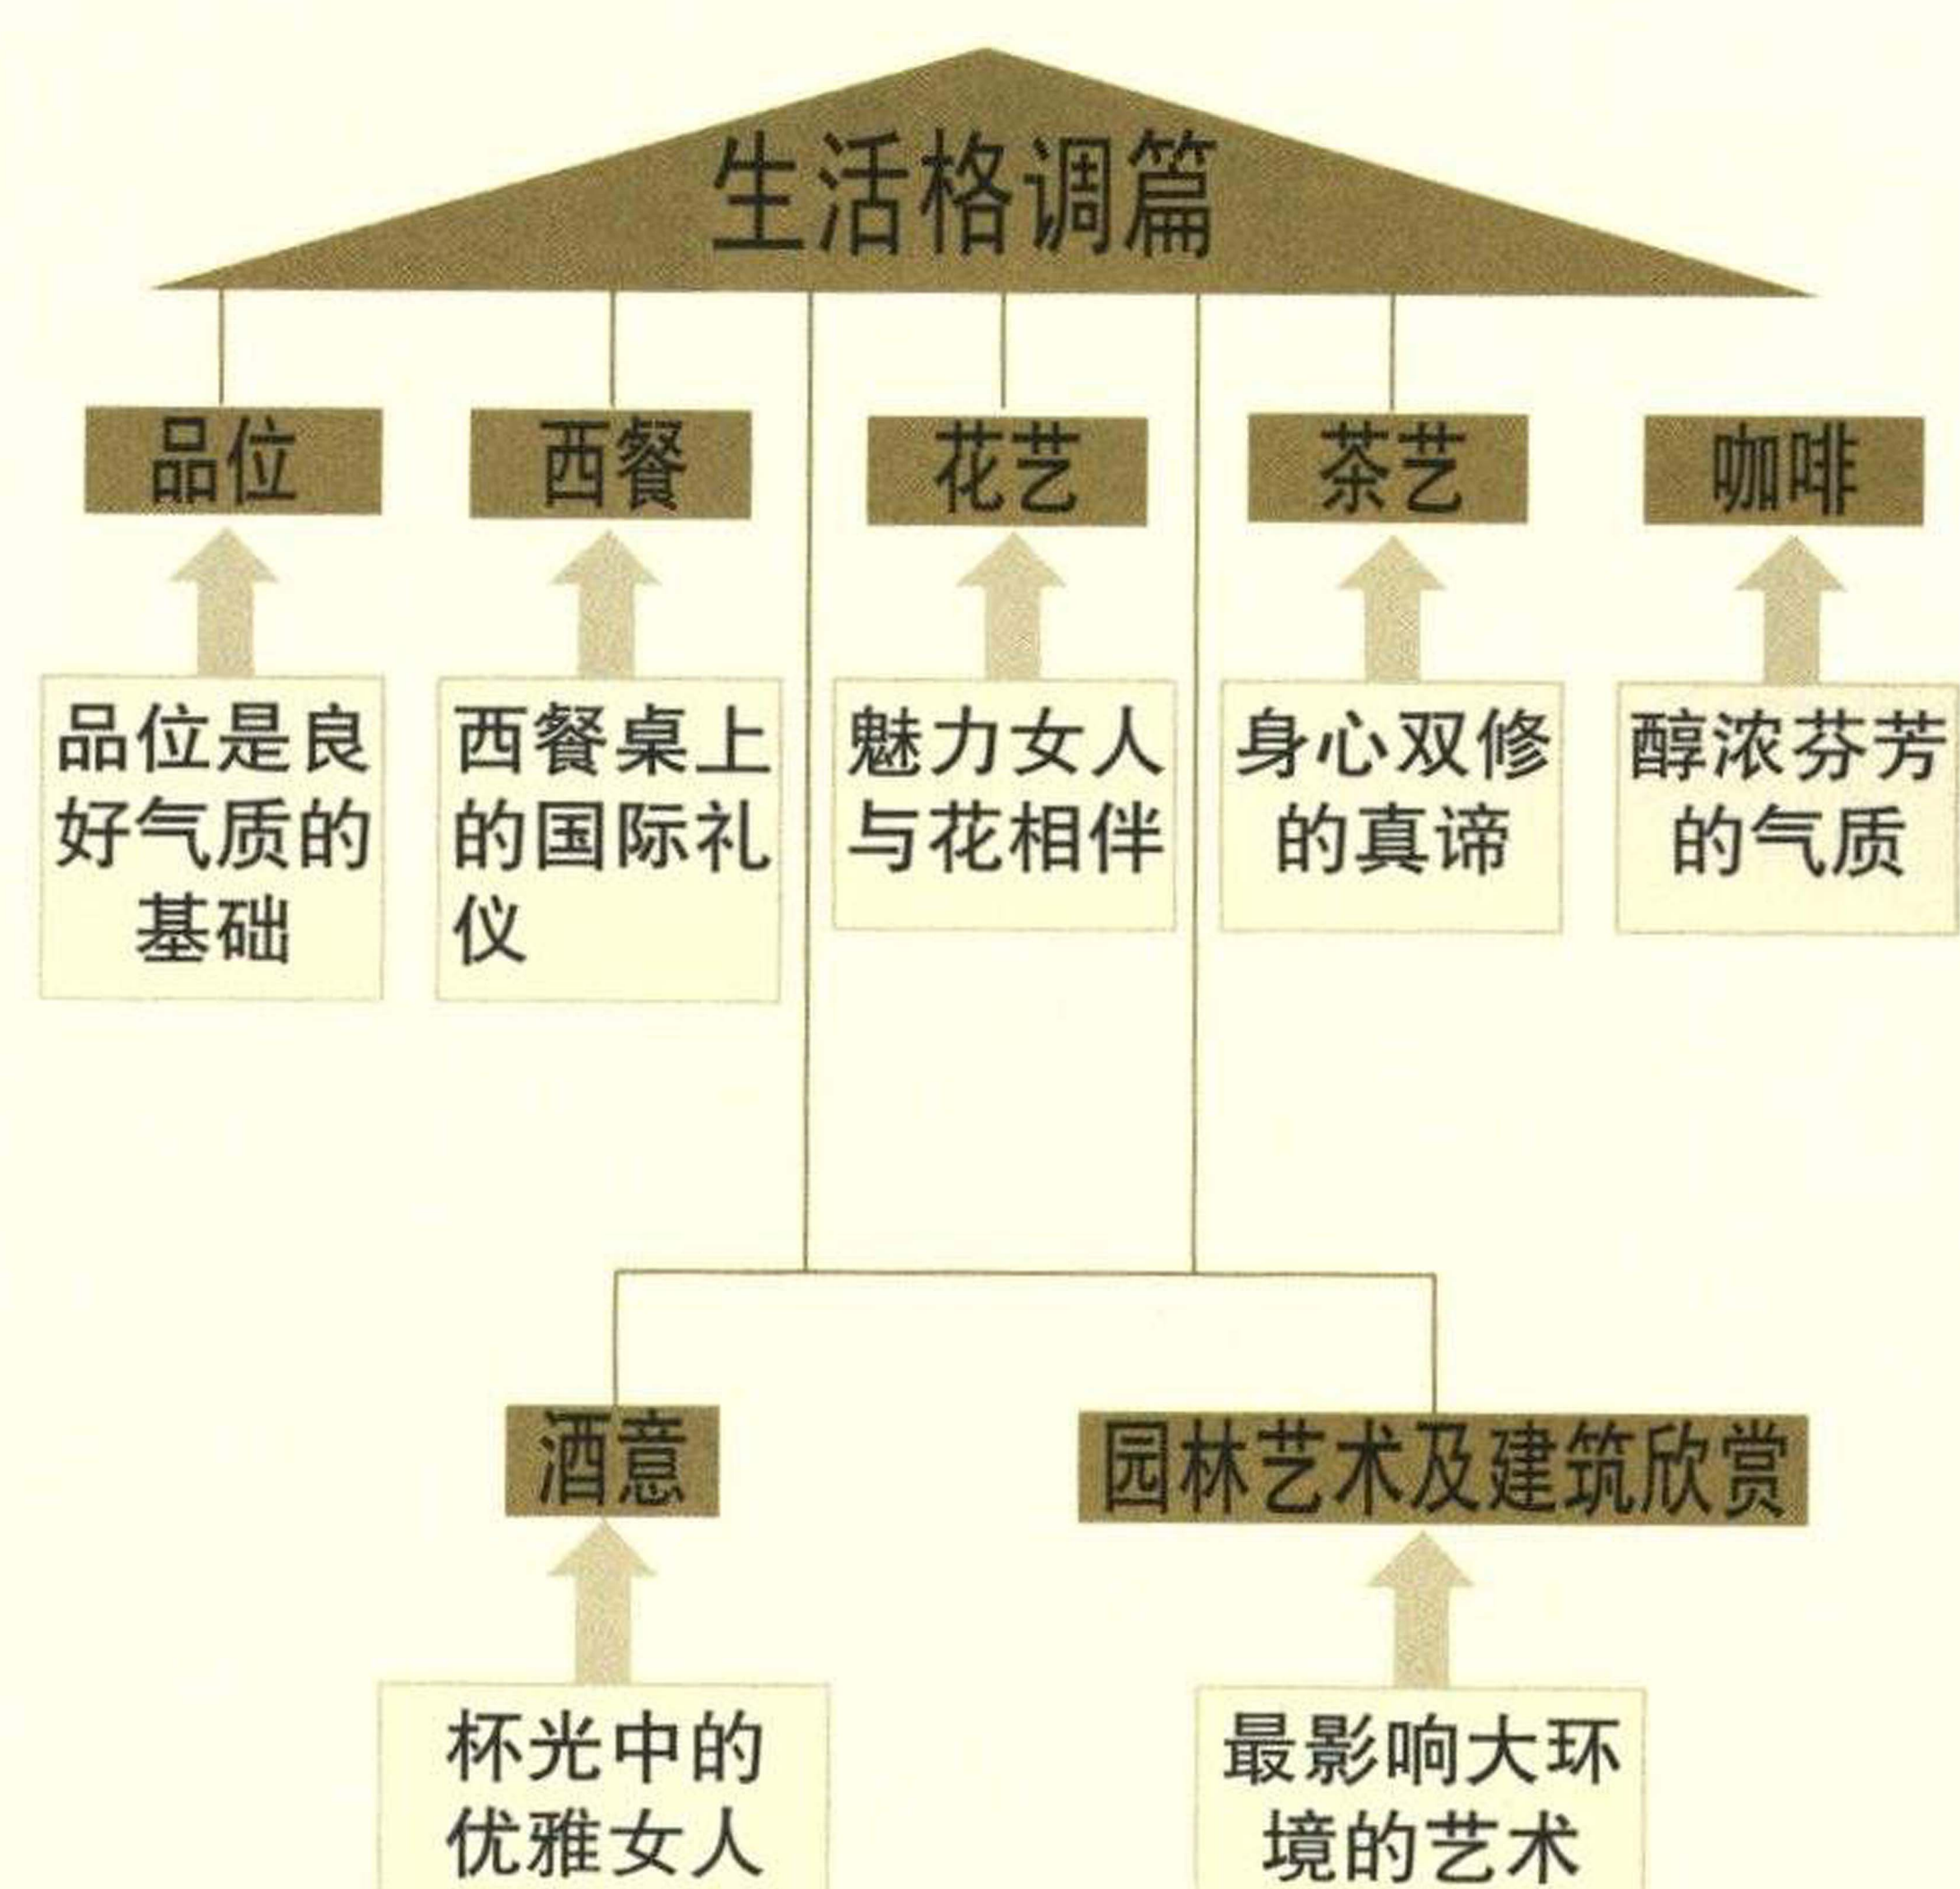 生活格调篇
品位
西餐
花艺
茶艺
咖啡
品位是良
好气质的
基础
西餐桌上
的国际礼
仪
魅力女人
与花相伴
身心双修
的真谛
醇浓芬芳
的气质
酒意
园林艺术及建筑欣赏
杯光中的
优雅女人
最影响大环
境的艺术